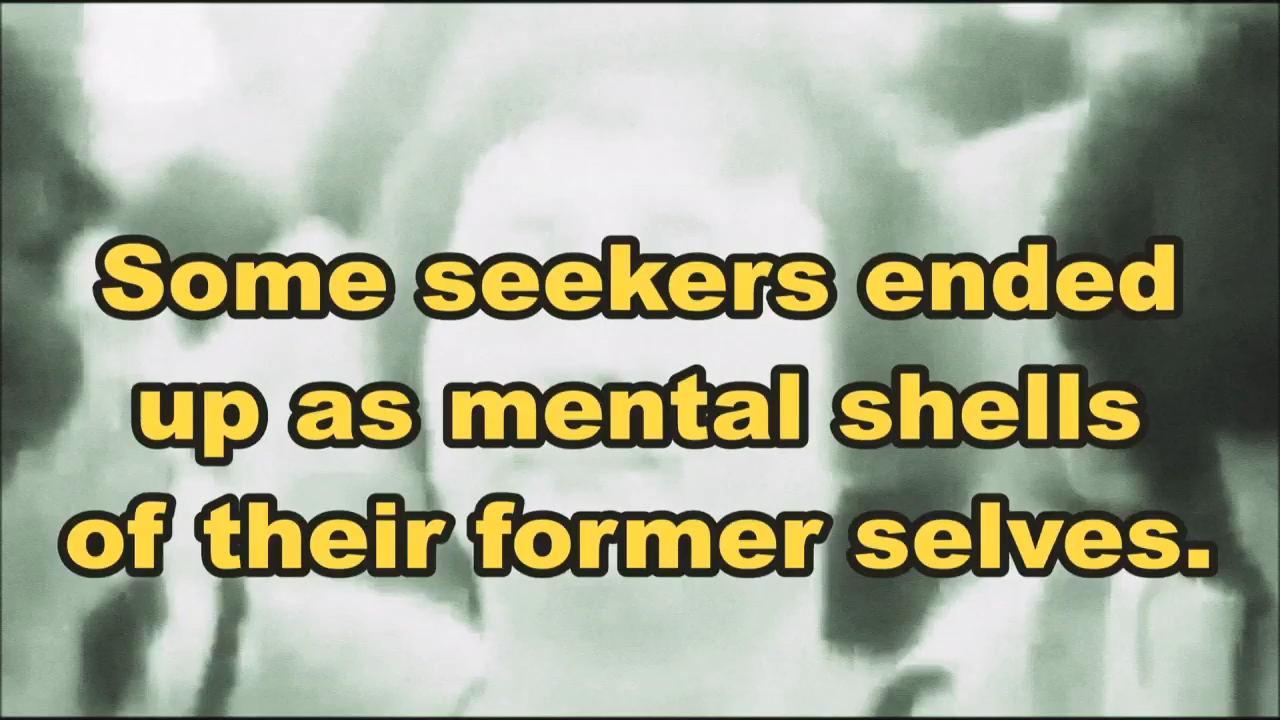 Some seekers ended
up as mental shells
of their former selves.